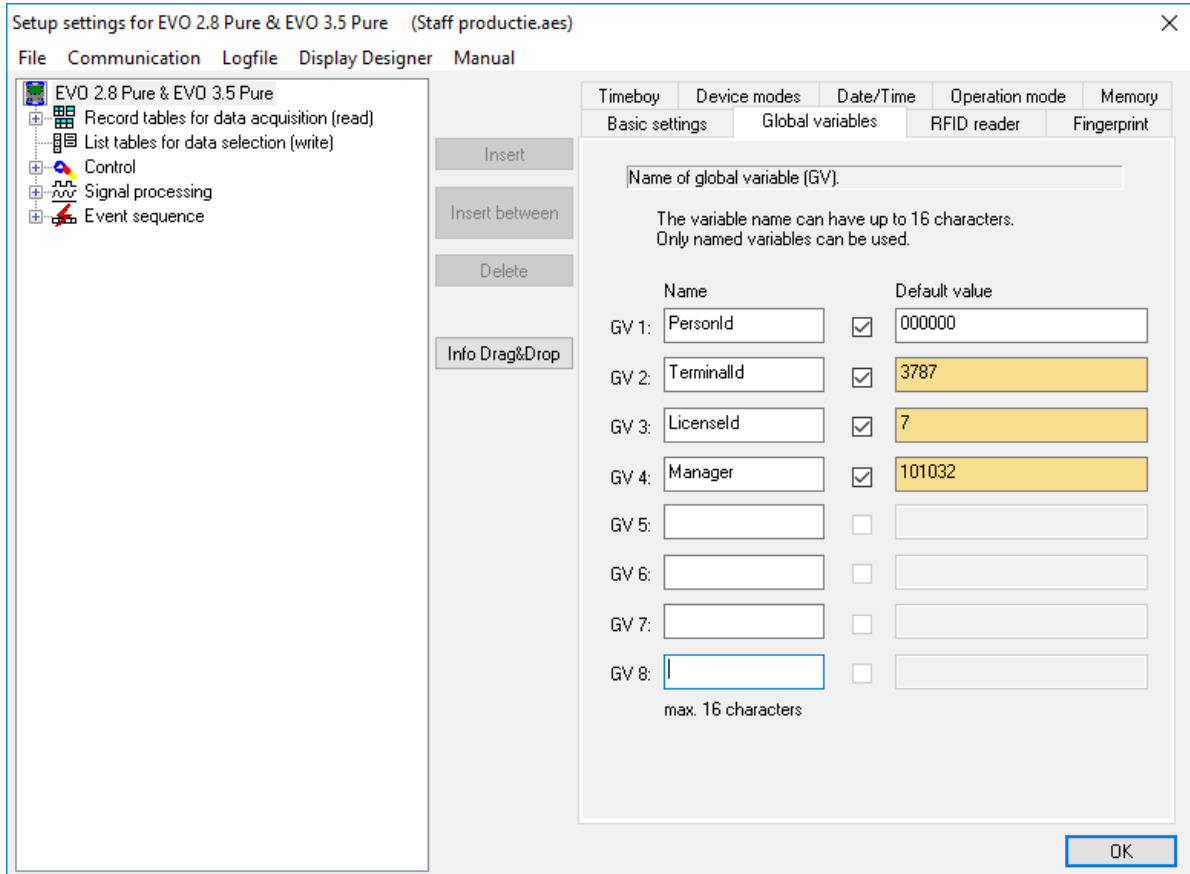 Setup settings for EVO 2.8 Pure & EVO 3.5 Pure (Staff productie.aes)
File Communication Logfile Display Designer Manual
EVO 2.8 Pure & EVO 3.5 Pure
Record tables for data acquisition (read)
List tables for data selection (write)
Control
Signal processing
Event sequence
Insert
Insert between
Delete
Info Drag&Drop
Timeboy Device modes Date/Time Operation mode Memory
Basic settings Global variables RFID reader Fingerprint
Name of global variable (GV).
The variable name can have up to 16 characters.
Only named variables can be used.
Name Default value
GV 1: PersonId 000000
GV 2: TerminalId 3787
GV 3: LicenseId 7
GV 4: Manager 101032
GV 5:
GV 6:
GV 7:
GV 8:
max. 16 characters
OK